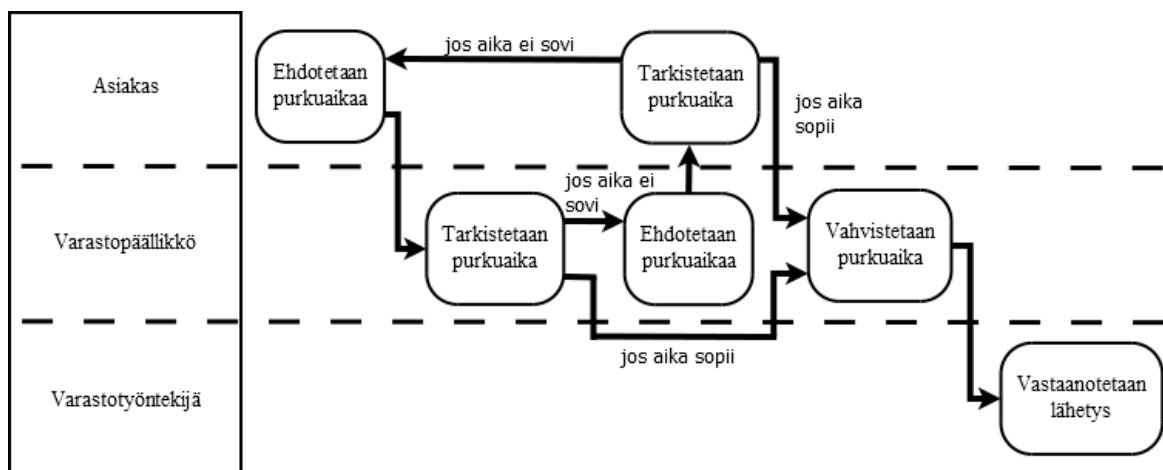 Asiakas
Ehdotetaan
purkuaikaa
jos aika ei sovi
Tarkistetaan
purkuaika
jos aika
sopii
Varastopäällikkö
Tarkistetaan
purkuaika
jos aika ei
sovi
Ehdotetaan
purkuaikaa
Vahvistetaan
purkuaika
jos aika sopii
Varastotyöntekijä
Vastaanotetaan
lähetys